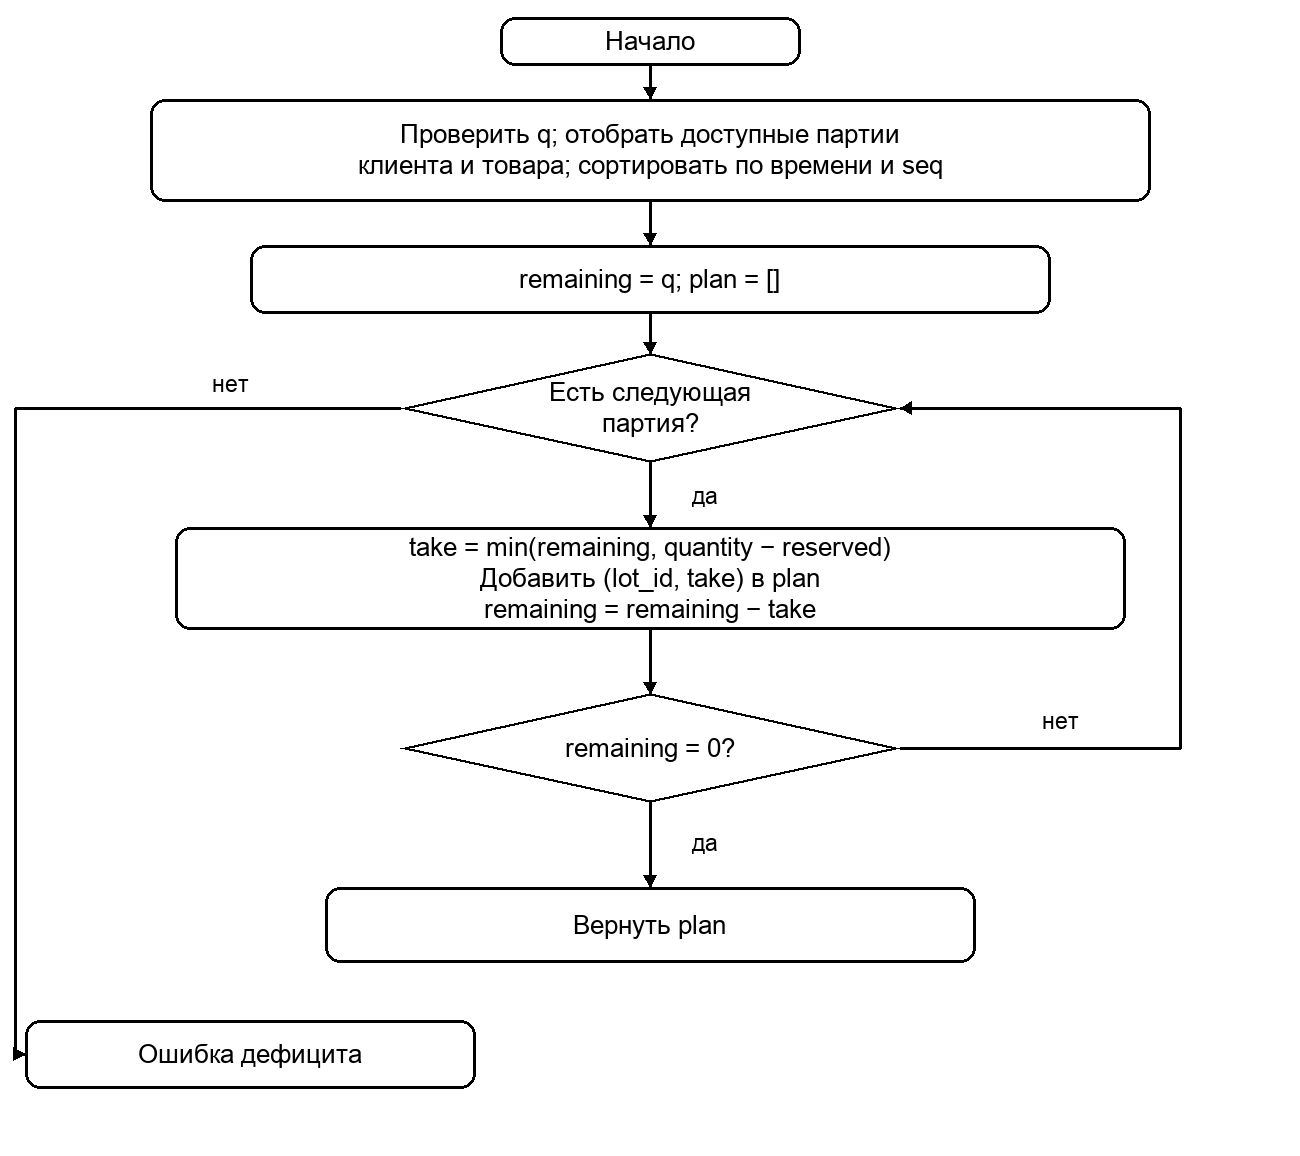 Начало
Проверить q; отобрать доступные партии
клиента и товара; сортировать по времени и seq
remaining = q; plan = []
нет
Есть следующая
партия?
да
take = min(remaining, quantity − reserved)
Добавить (lot_id, take) в plan
remaining = remaining − take
нет
remaining = 0?
да
Вернуть plan
Ошибка дефицита